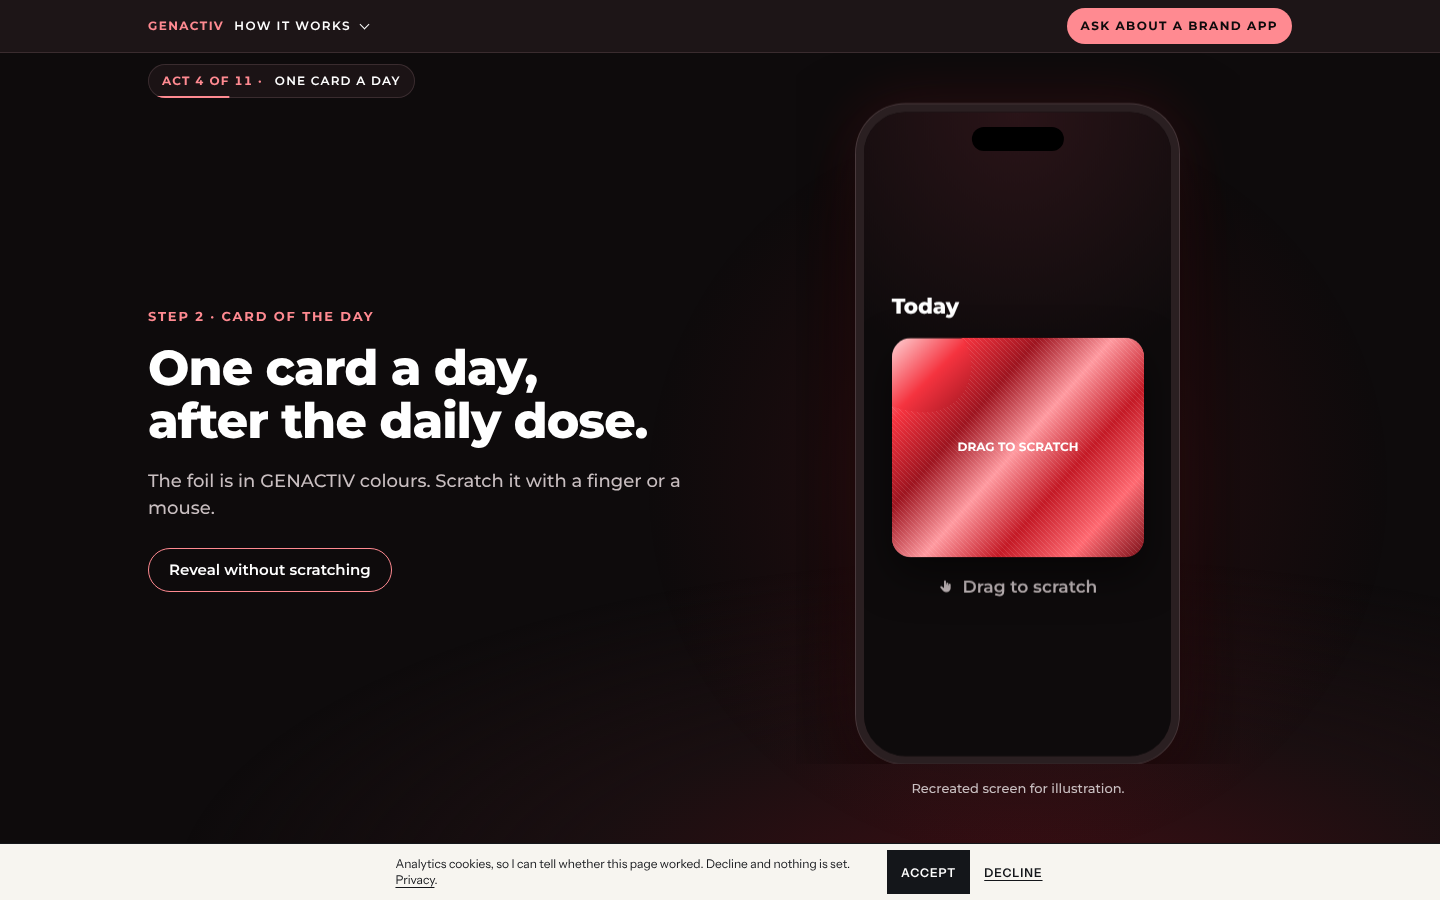 GENACTIV HOW IT WORKS
ASK ABOUT A BRAND APP
ACT 4 OF 11 · ONE CARD A DAY
STEP 2 · CARD OF THE DAY
One card a day,
after the daily dose.
The foil is in GENACTIV colours. Scratch it with a finger or a
mouse.
Reveal without scratching
Today
DRAG TO SCRATCH
Drag to scratch
Recreated screen for illustration.
Analytics cookies, so I can tell whether this page worked. Decline and nothing is set.
Privacy.
ACCEPT
DECLINE